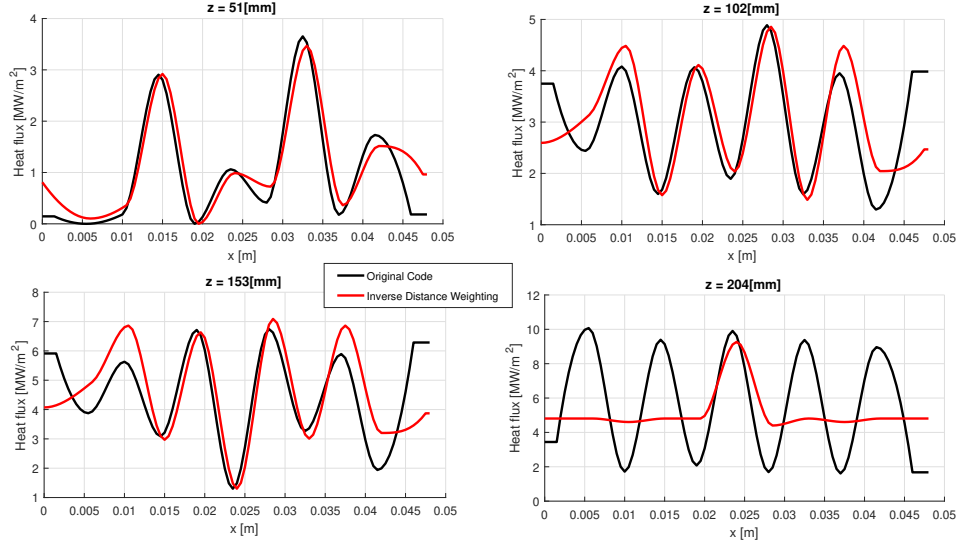 z = 51[mm]
Heat flux [MW/m²]
4
3
2
1
0
0 0.005 0.01 0.015 0.02 0.025 0.03 0.035 0.04 0.045 0.05
x [m]
z = 102[mm]
Heat flux [MW/m²]
5
4
3
2
1
0 0.005 0.01 0.015 0.02 0.025 0.03 0.035 0.04 0.045 0.05
x [m]
Original Code
Inverse Distance Weighting
z = 153[mm]
Heat flux [MW/m²]
8
7
6
5
4
3
2
1
0 0.005 0.01 0.015 0.02 0.025 0.03 0.035 0.04 0.045 0.05
x [m]
z = 204[mm]
Heat flux [MW/m²]
12
10
8
6
4
2
0
0 0.005 0.01 0.015 0.02 0.025 0.03 0.035 0.04 0.045 0.05
x [m]